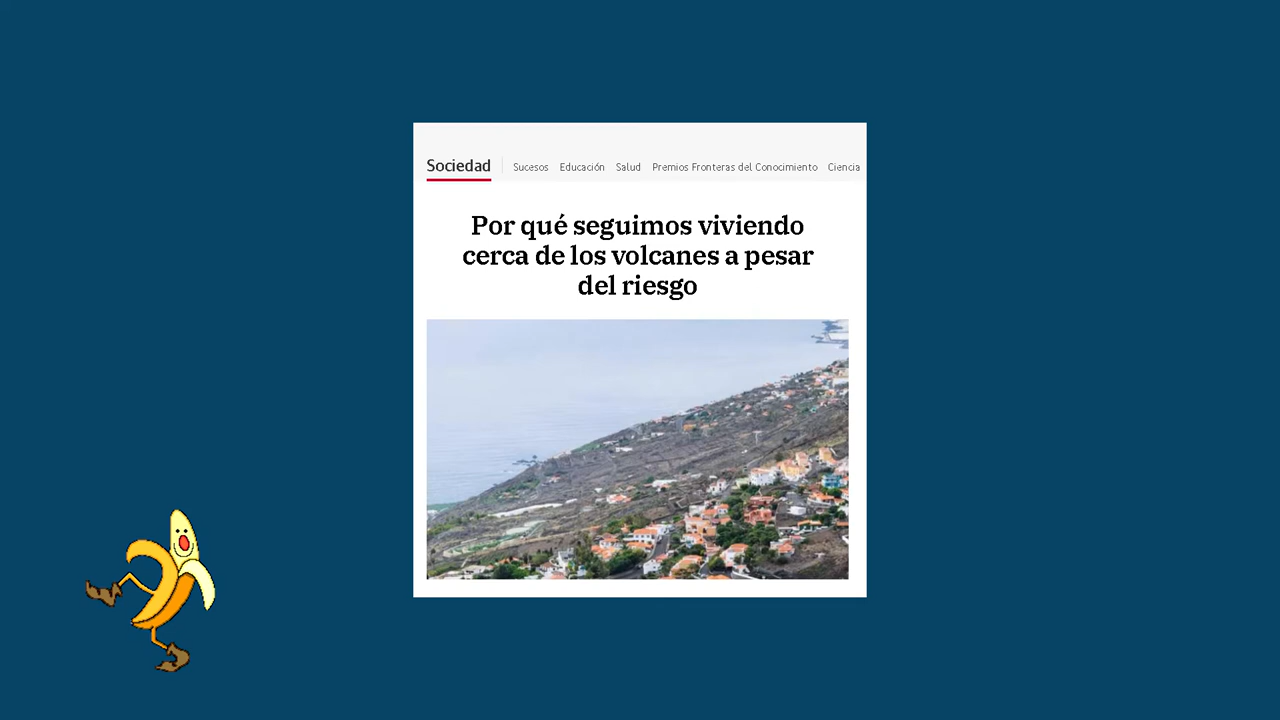 Sociedad Sucesos Educación Salud Premios Fronteras del Conocimiento Ciencia
Por qué seguimos viviendo
cerca de los volcanes a pesar
del riesgo